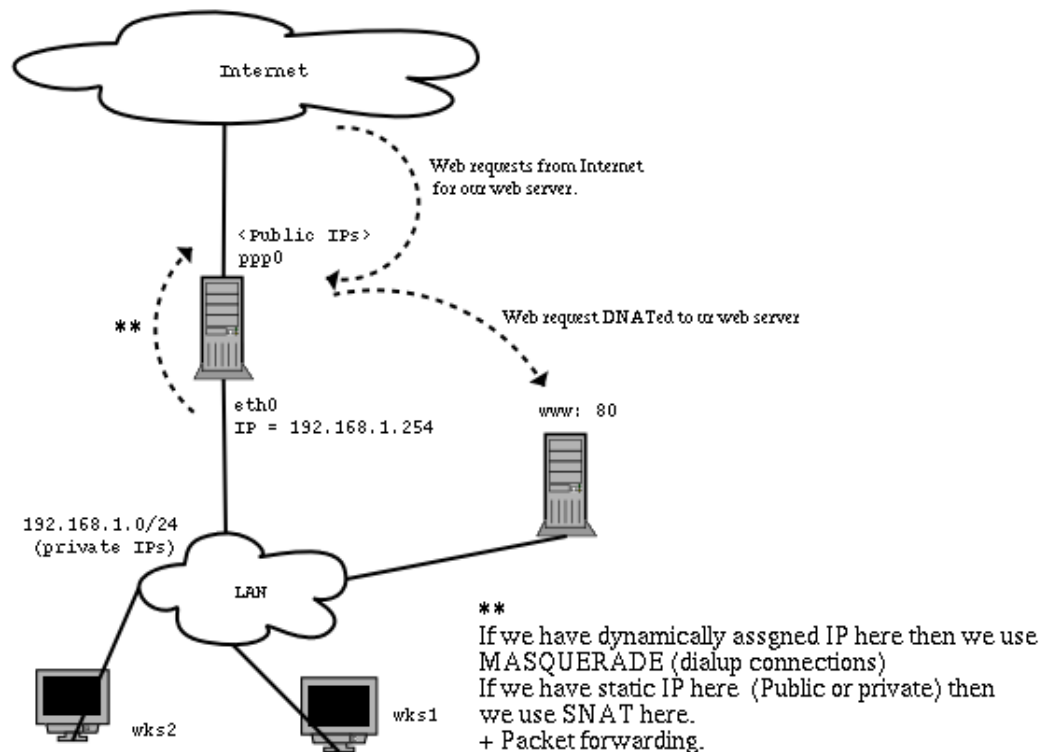 Internet
Web requests from Internet
for our web server.
<Public IPs>
ppp0
Web request DNATed to ur web server
**
eth0
IP = 192.168.1.254
www: 80
192.168.1.0/24
(private IPs)
LAN
**
If we have dynamically assgned IP here then we use
MASQUERADE (dialup connections)
If we have static IP here (Public or private) then
we use SNAT here.
+ Packet forwarding.
wks2
wks1